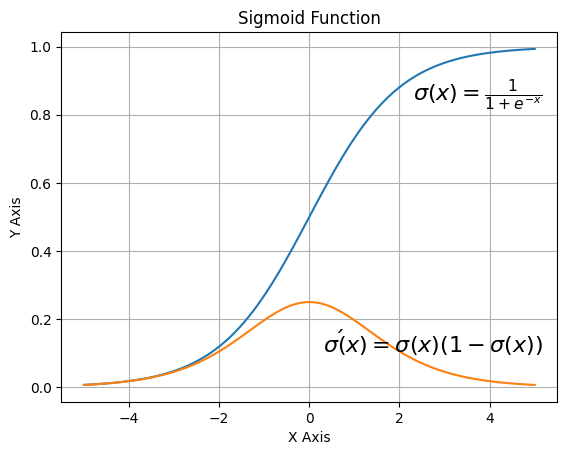 Sigmoid Function
1.0
σ(x) = 1/(1 + e^{-x})
0.8
Y Axis
0.6
0.4
0.2
σ́(x) = σ(x)(1 − σ(x))
0.0
−4 −2 0 2 4
X Axis